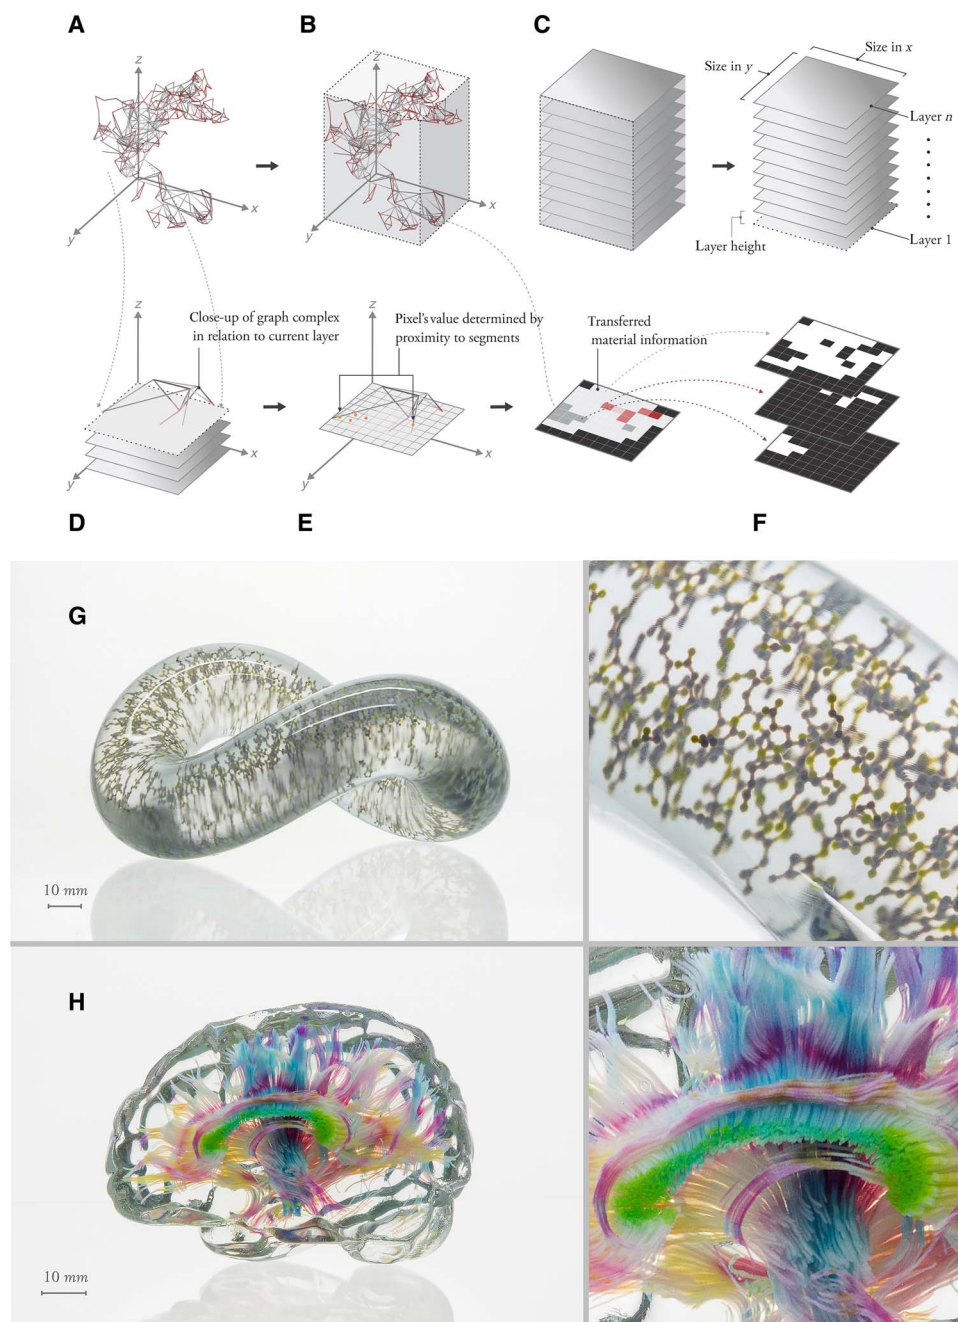 A
B
C
z
x
y
z
x
y
Size in y
Size in x
Layer n
Layer height
Layer 1
z
Close-up of graph complex
in relation to current layer
x
y
z
Pixel's value determined by
proximity to segments
x
y
Transferred
material information
D
E
F
G
10 mm
H
10 mm